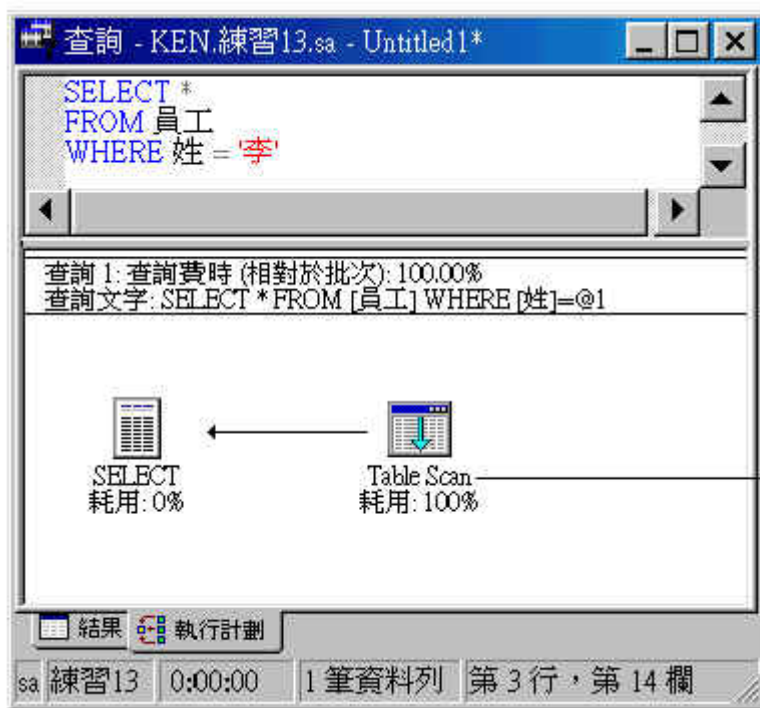 查詢 - KEN.練習13.sa - Untitled1*
SELECT *
FROM 員工
WHERE 姓 = '李'
查詢 1: 查詢費時 (相對於批次): 100.00%
查詢文字: SELECT * FROM [員工] WHERE [姓]=@1
SELECT
耗用: 0%
Table Scan
耗用: 100%
結果 執行計劃
sa 練習13 0:00:00 1 筆資料列 第 3 行，第 14 欄